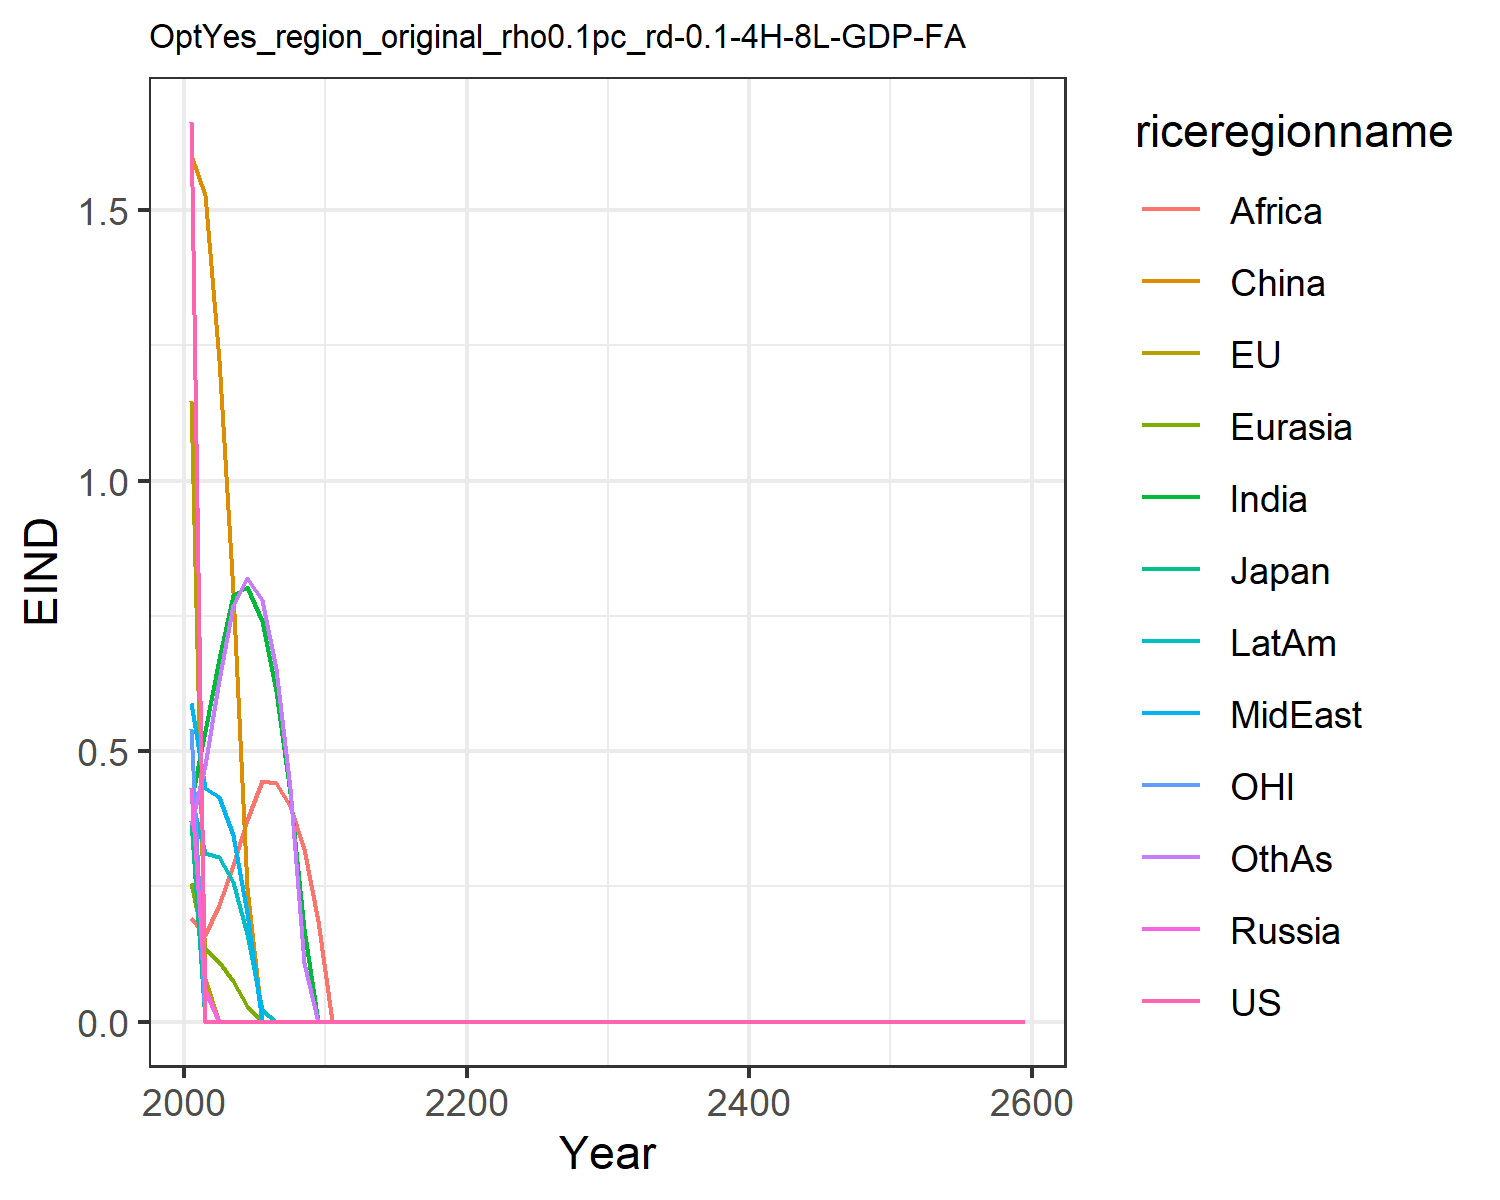 OptYes_region_original_rho0.1pc_rd-0.1-4H-8L-GDP-FA
riceregionname
Africa
China
EU
Eurasia
India
Japan
LatAm
MidEast
OHI
OthAs
Russia
US
EIND
1.5
1.0
0.5
0.0
2000 2200 2400 2600
Year